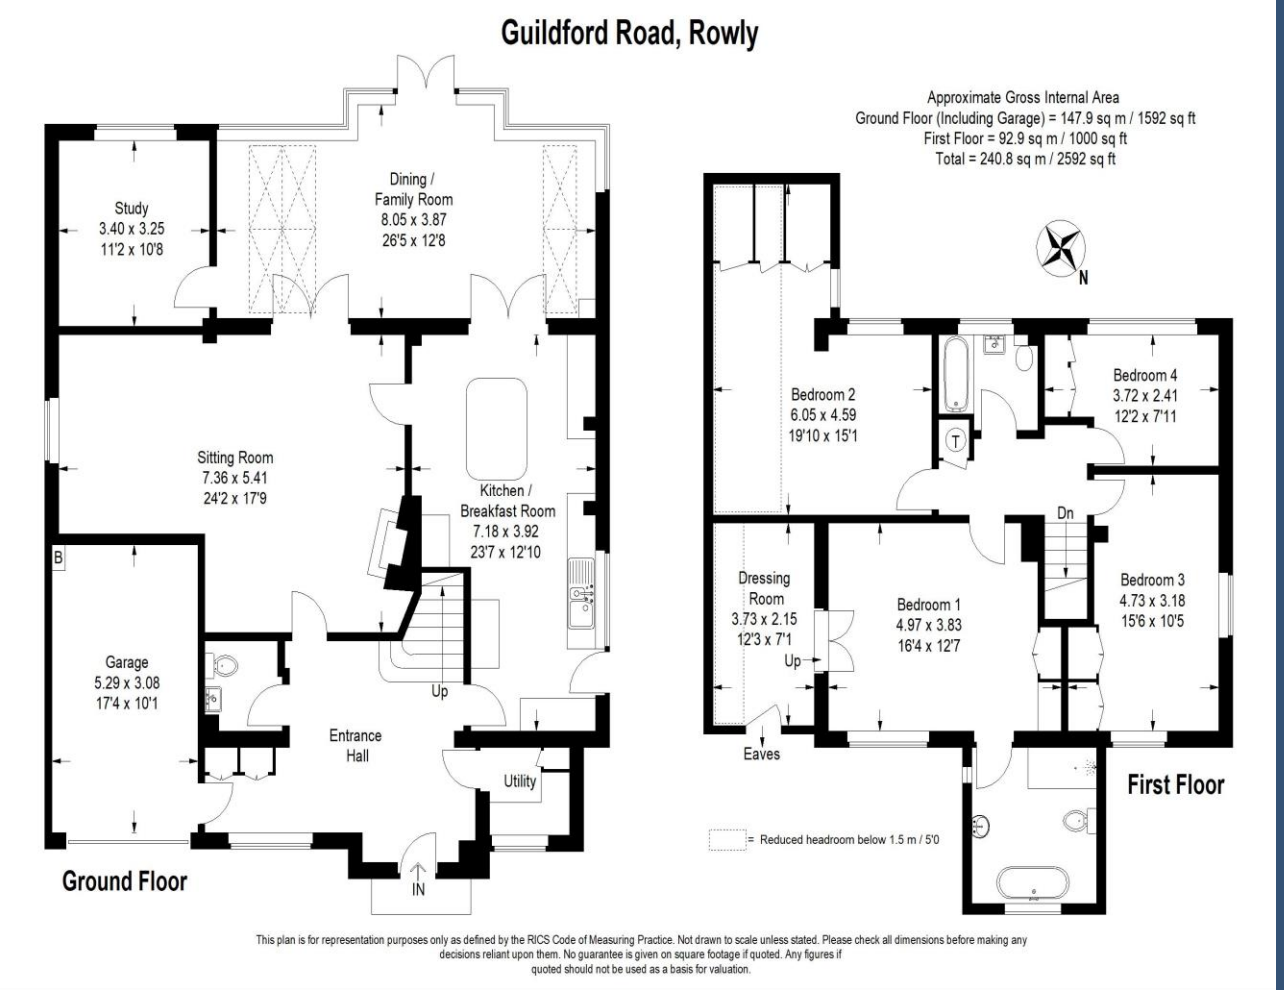 Guildford Road, Rowly
Approximate Gross Internal Area
Ground Floor (Including Garage) = 147.9 sq m / 1592 sq ft
First Floor = 92.9 sq m / 1000 sq ft
Total = 240.8 sq m / 2592 sq ft
N
Study
3.40 x 3.25
11'2 x 10'8
Dining /
Family Room
8.05 x 3.87
26'5 x 12'8
Sitting Room
7.36 x 5.41
24'2 x 17'9
Kitchen /
Breakfast Room
7.18 x 3.92
23'7 x 12'10
B
Garage
5.29 x 3.08
17'4 x 10'1
Up
Entrance
Hall
Utility
IN
Ground Floor
Bedroom 2
6.05 x 4.59
19'10 x 15'1
T
Bedroom 4
3.72 x 2.41
12'2 x 7'11
Dn
Dressing
Room
3.73 x 2.15
12'3 x 7'1
Up
Bedroom 1
4.97 x 3.83
16'4 x 12'7
Bedroom 3
4.73 x 3.18
15'6 x 10'5
Eaves
First Floor
= Reduced headroom below 1.5 m / 5'0
This plan is for representation purposes only as defined by the RICS Code of Measuring Practice. Not drawn to scale unless stated. Please check all dimensions before making any
decisions reliant upon them. No guarantee is given on square footage if quoted. Any figures if
quoted should not be used as a basis for valuation.